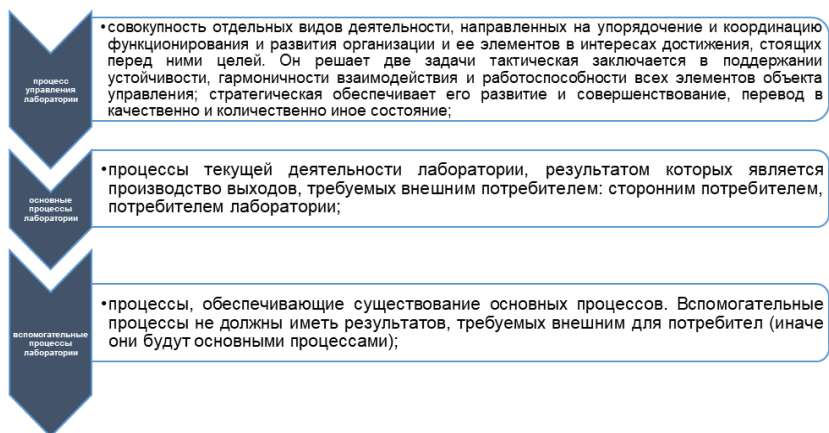 процесс
управления
лаборатории
•совокупность отдельных видов деятельности, направленных на упорядочение и координацию
функционирования и развития организации и ее элементов в интересах достижения, стоящих
перед ними целей. Он решает две задачи тактическая заключается в поддержании
устойчивости, гармоничности взаимодействия и работоспособности всех элементов объекта
управления; стратегическая обеспечивает его развитие и совершенствование, перевод в
качественно и количественно иное состояние;
основные
процессы
лаборатории
•процессы текущей деятельности лаборатории, результатом которых является
производство выходов, требуемых внешним потребителем: сторонним потребителем,
потребителем лаборатории;
вспомогательные
процессы
лаборатории
•процессы, обеспечивающие существование основных процессов. Вспомогательные
процессы не должны иметь результатов, требуемых внешним для потребител (иначе
они будут основными процессами);